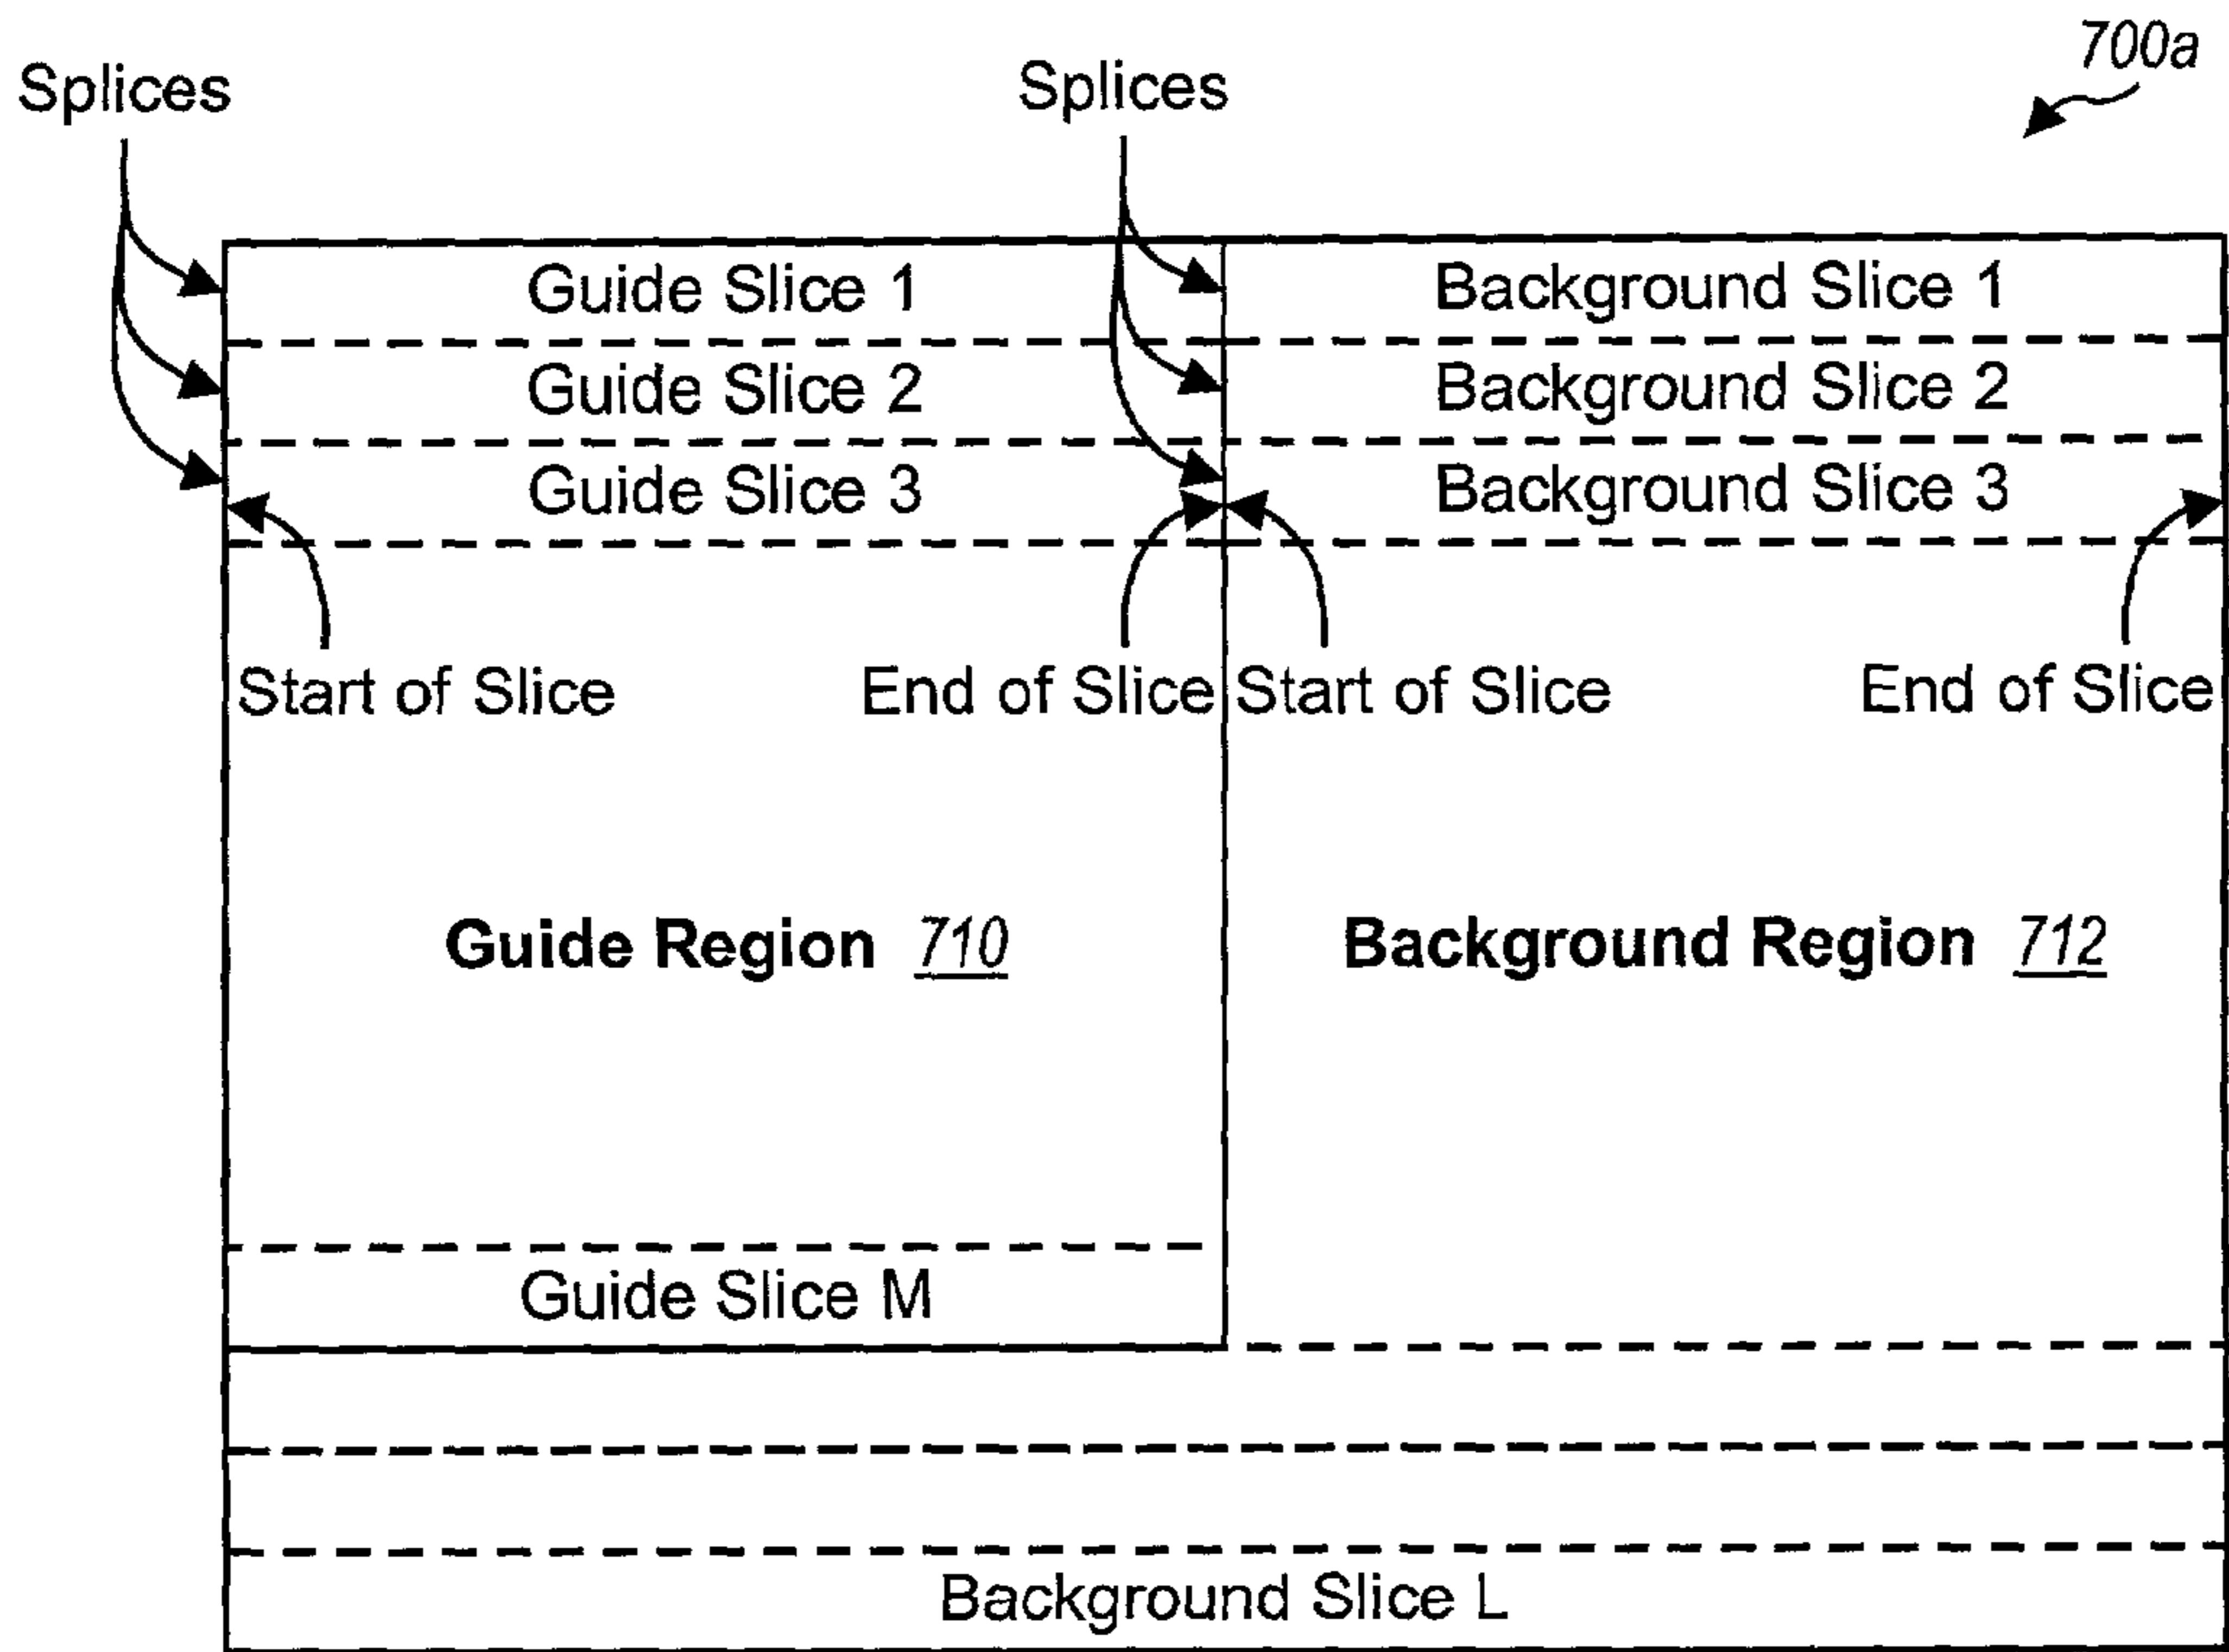 700a
Splices
Splices
Guide Slice 1
Background Slice 1
Guide Slice 2
Background Slice 2
Guide Slice 3
Background Slice 3
Start of Slice
End of Slice
Start of Slice
End of Slice
Guide Region 710
Background Region 712
Guide Slice M
Background Slice L